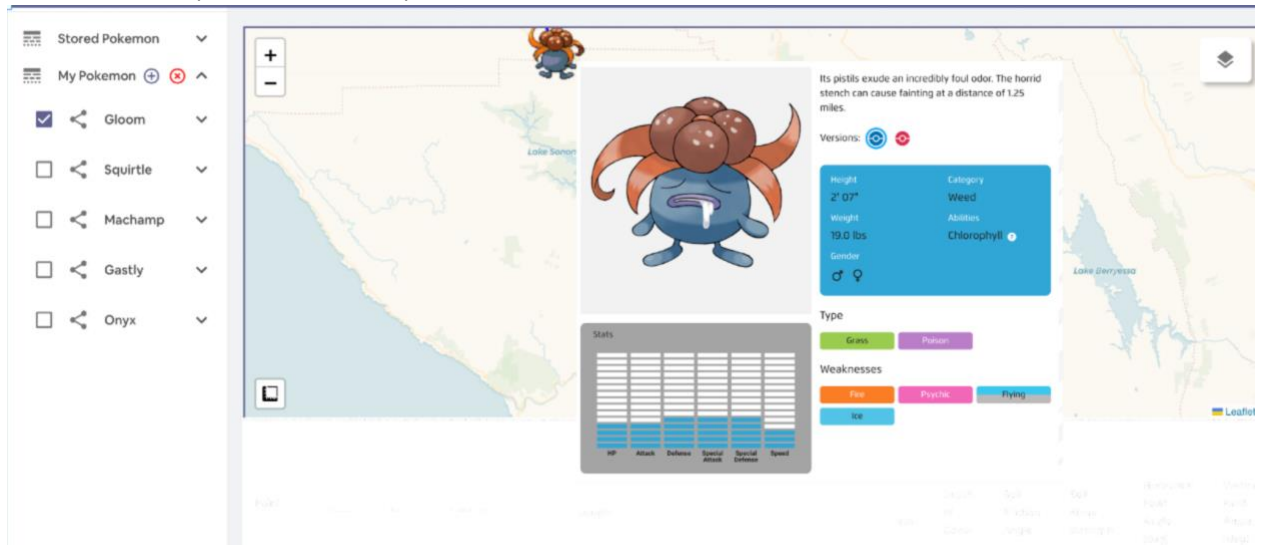 Stored Pokemon
My Pokemon
Gloom
Squirtle
Machamp
Gastly
Onyx
+
−
Lake Berryessa
Leaflet
Its pistils exude an incredibly foul odor. The horrid
stench can cause fainting at a distance of 1.25
miles.
Versions:
Height
Category
2' 07"
Weed
Weight
Abilities
19.0 lbs
Chlorophyll
Gender
Type
Grass
Poison
Weaknesses
Fire
Psychic
Flying
Ice
Stats
HP
Attack
Defense
Special
Attack
Special
Defense
Speed